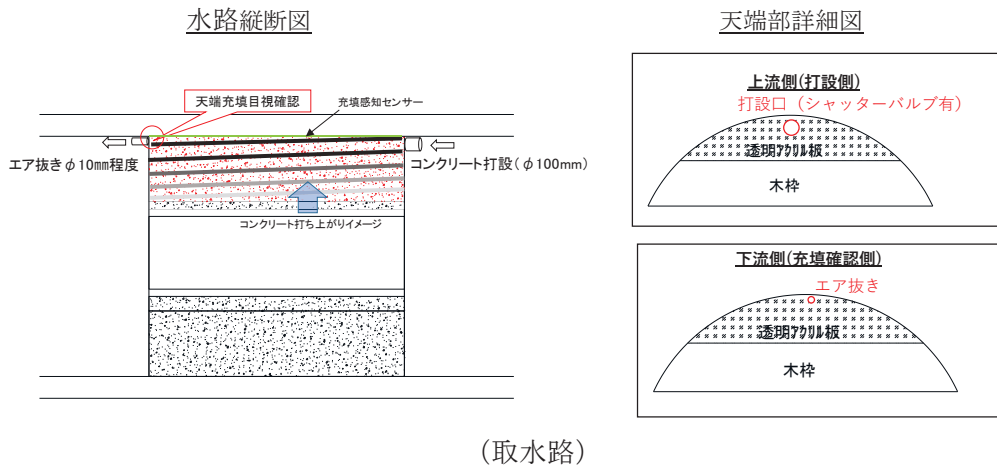 水路縦断図
天端充填目視確認
充填感知センサー
エア抜きφ10㎜程度
コンクリート打設(φ100mm)
コンクリート打ち上がりイメージ
天端部詳細図
上流側(打設側)
打設口（シャッターバルブ有)
透明ｱｸﾘﾙ板
木枠
下流側(充填確認側)
エア抜き
透明ｱｸﾘﾙ板
木枠
(取水路)